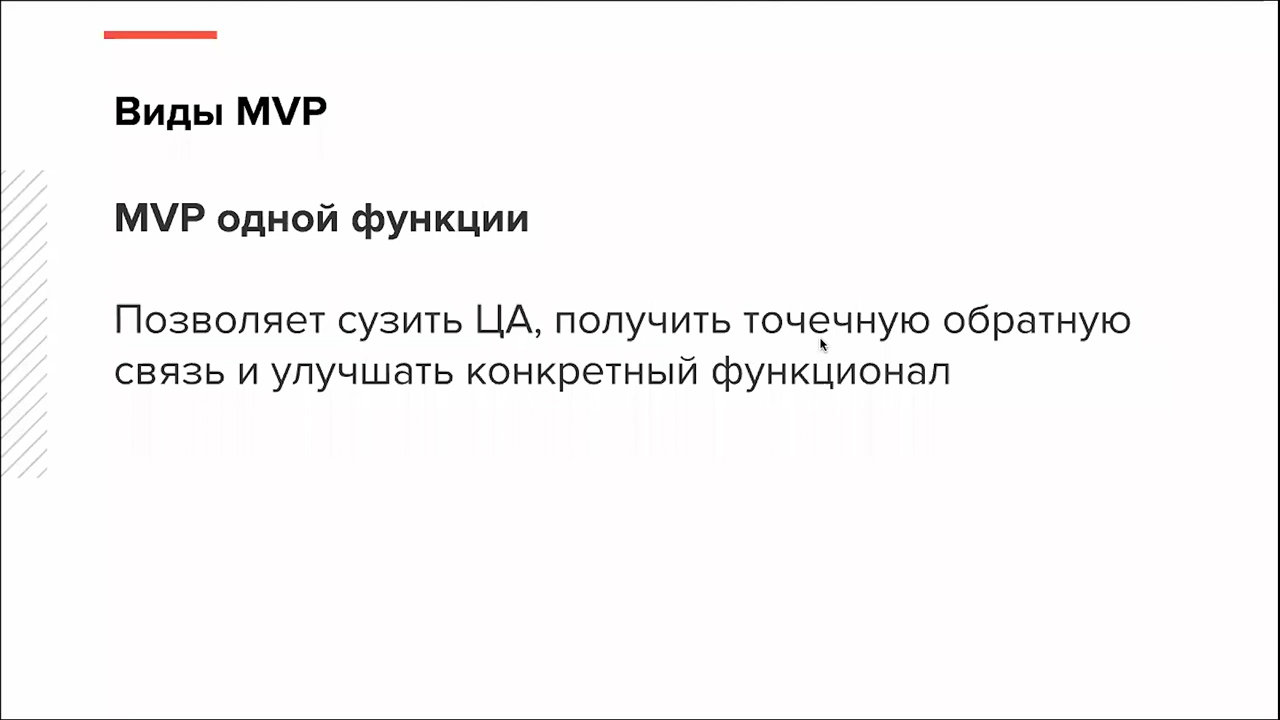 Виды MVP
MVP одной функции
Позволяет сузить ЦА, получить точечную обратную
связь и улучшать конкретный функционал